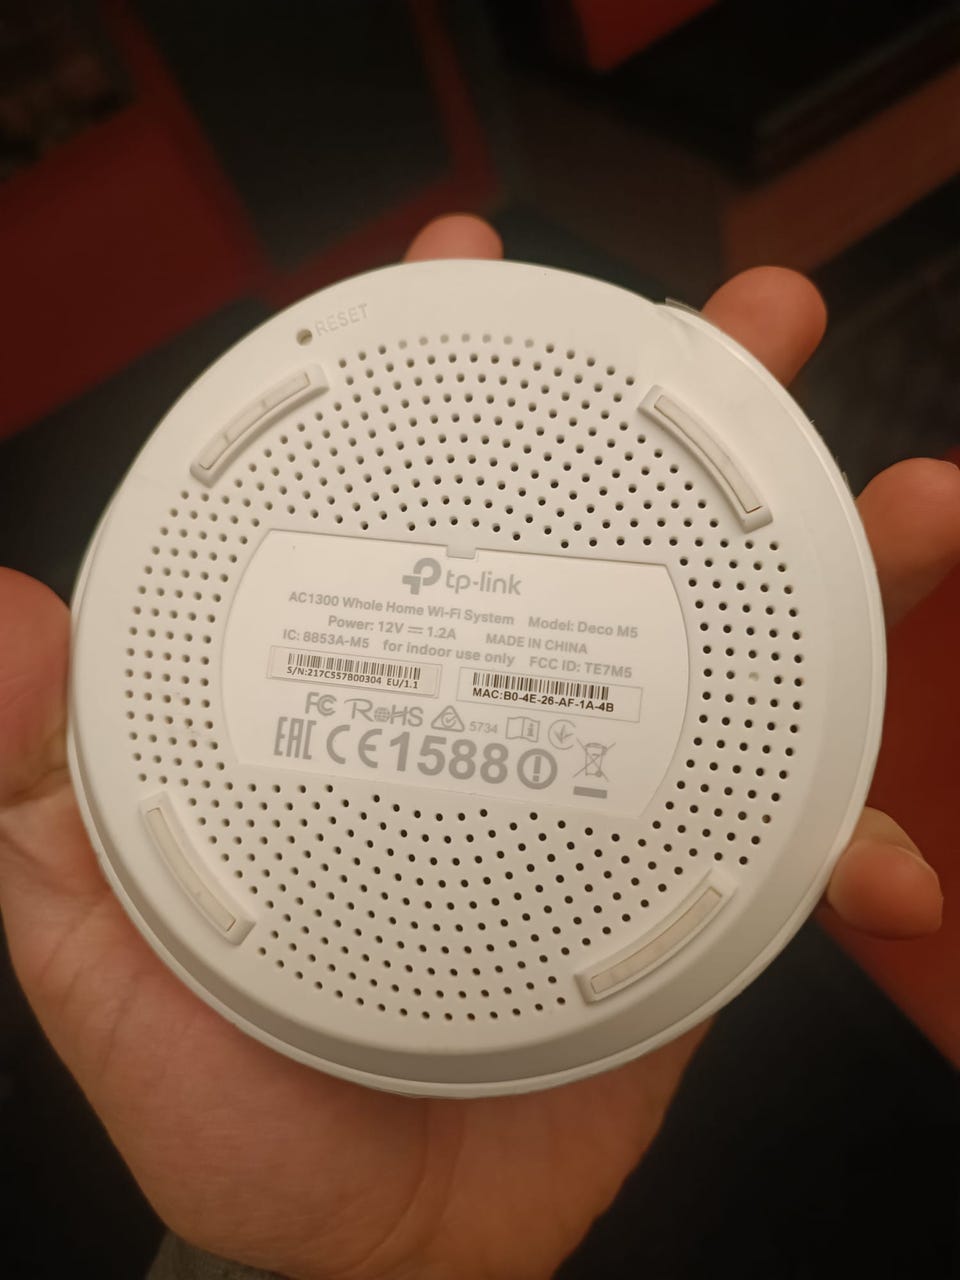 RESET
tp-link
AC1300 Whole Home Wi-Fi System Model: Deco M5
Power: 12V ⎓ 1.2A MADE IN CHINA
IC: 8853A-M5 for indoor use only FCC ID: TE7M5
S/N:217C557800304 EU/1.1
MAC:B0-4E-26-AF-1A-4B
FC RoHS 5734
EAC CE1588